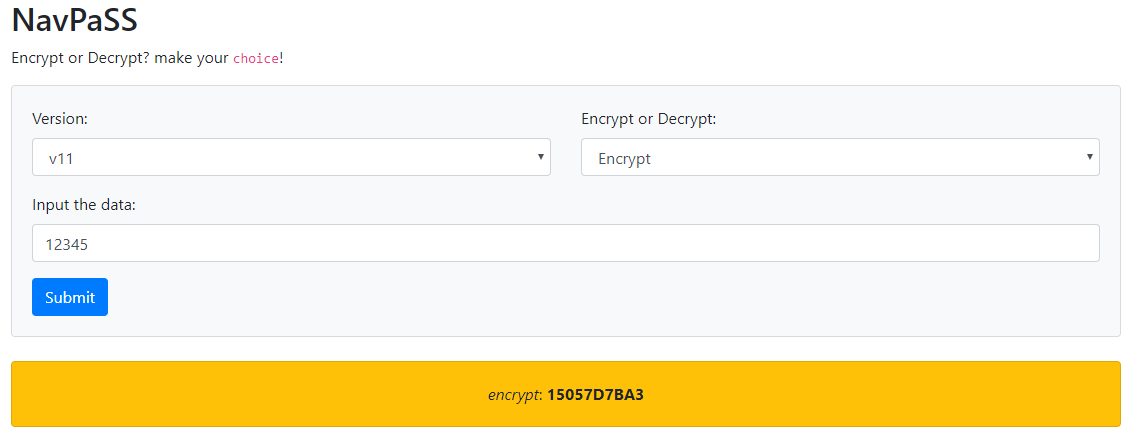 NavPaSS
Encrypt or Decrypt? make your choice!
Version:
v11
Encrypt or Decrypt:
Encrypt
Input the data:
12345
Submit
encrypt: 15057D7BA3